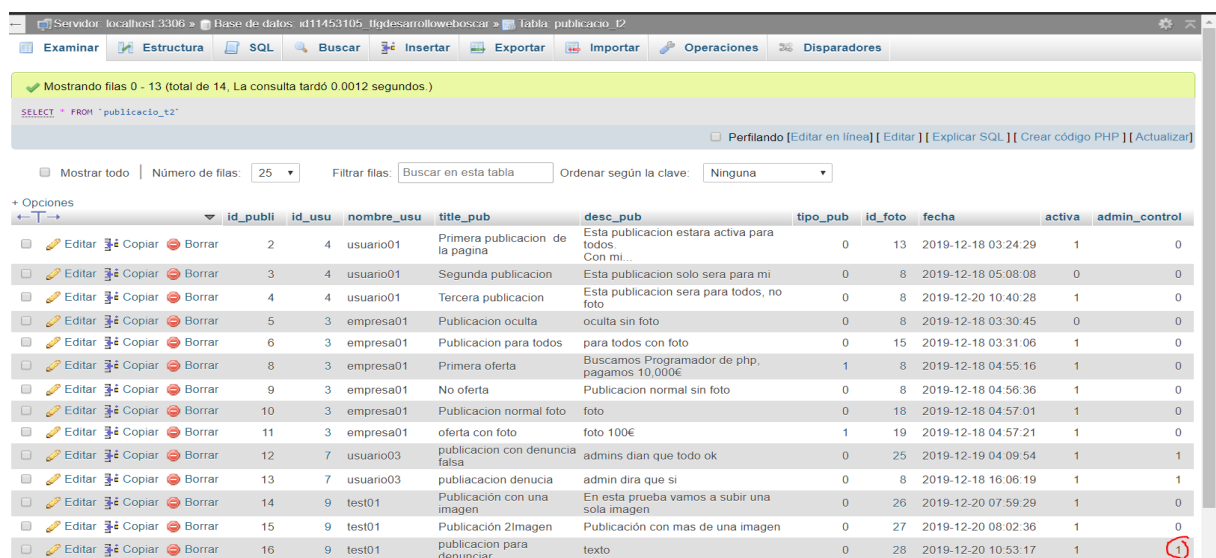 Servidor: localhost:3306 » Base de datos: id11453105_tfgdesarrolloweboscar » Tabla: publicacio_t2
Examinar Estructura SQL Buscar Insertar Exportar Importar Operaciones Disparadores
Mostrando filas 0 - 13 (total de 14, La consulta tardó 0.0012 segundos.)
SELECT * FROM `publicacio_t2`
Perfilando [Editar en línea] [ Editar ] [ Explicar SQL ] [ Crear código PHP ] [ Actualizar]
Mostrar todo Número de filas: 25 Filtrar filas: Buscar en esta tabla Ordenar según la clave: Ninguna
+ Opciones
←T→ id_publi id_usu nombre_usu title_pub desc_pub tipo_pub id_foto fecha activa admin_control
Editar Copiar Borrar 2 4 usuario01 Primera publicacion de la pagina Esta publicacion estara activa para todos. Con mi... 0 13 2019-12-18 03:24:29 1 0
Editar Copiar Borrar 3 4 usuario01 Segunda publicacion Esta publicacion solo sera para mi 0 8 2019-12-18 05:08:08 0 0
Editar Copiar Borrar 4 4 usuario01 Tercera publicacion Esta publicacion sera para todos, no foto 0 8 2019-12-20 10:40:28 1 0
Editar Copiar Borrar 5 3 empresa01 Publicacion oculta oculta sin foto 0 8 2019-12-18 03:30:45 0 0
Editar Copiar Borrar 6 3 empresa01 Publicacion para todos para todos con foto 0 15 2019-12-18 03:31:06 1 0
Editar Copiar Borrar 8 3 empresa01 Primera oferta Buscamos Programador de php, pagamos 10,000€ 1 8 2019-12-18 04:55:16 1 0
Editar Copiar Borrar 9 3 empresa01 No oferta Publicacion normal sin foto 0 8 2019-12-18 04:56:36 1 0
Editar Copiar Borrar 10 3 empresa01 Publicacion normal foto foto 0 18 2019-12-18 04:57:01 1 0
Editar Copiar Borrar 11 3 empresa01 oferta con foto foto 100€ 1 19 2019-12-18 04:57:21 1 0
Editar Copiar Borrar 12 7 usuario03 publicacion con denuncia falsa admins dian que todo ok 0 25 2019-12-19 04:09:54 1 1
Editar Copiar Borrar 13 7 usuario03 publiacacion denucia admin dira que si 0 8 2019-12-18 16:06:19 1 1
Editar Copiar Borrar 14 9 test01 Publicación con una imagen En esta prueba vamos a subir una sola imagen 0 26 2019-12-20 07:59:29 1 0
Editar Copiar Borrar 15 9 test01 Publicación 2Imagen Publicación con mas de una imagen 0 27 2019-12-20 08:02:36 1 0
Editar Copiar Borrar 16 9 test01 publicacion para denunciar texto 0 28 2019-12-20 10:53:17 1 1